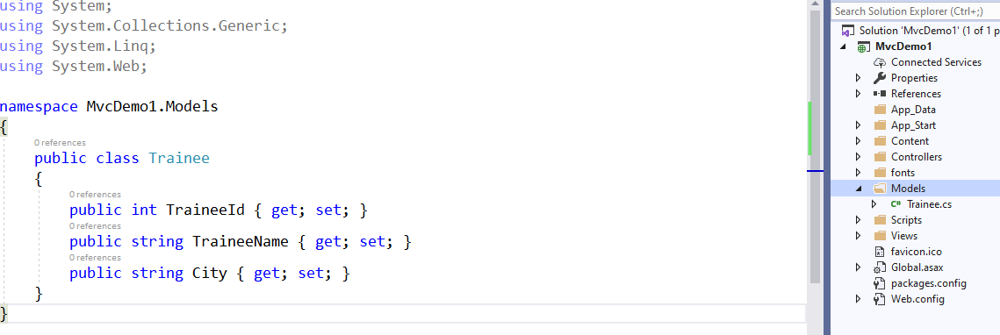 using System;
using System.Collections.Generic;
using System.Linq;
using System.Web;
namespace MvcDemo1.Models
{
0 references
public class Trainee
{
0 references
public int TraineeId { get; set; }
0 references
public string TraineeName { get; set; }
0 references
public string City { get; set; }
}
}
Search Solution Explorer (Ctrl+;)
Solution 'MvcDemo1' (1 of 1 p
MvcDemo1
Connected Services
Properties
References
App_Data
App_Start
Content
Controllers
fonts
Models
C# Trainee.cs
Scripts
Views
favicon.ico
Global.asax
packages.config
Web.config